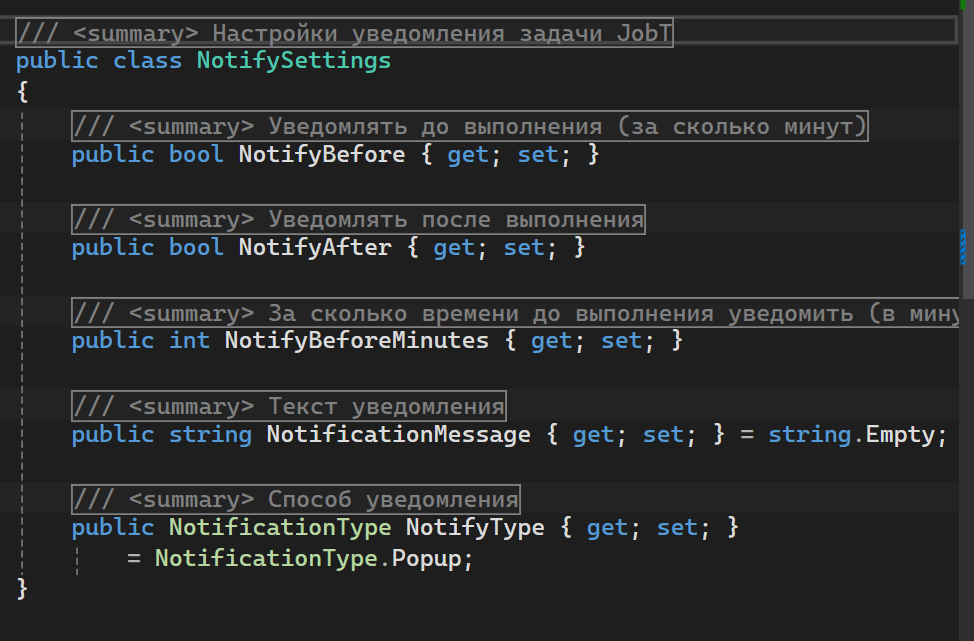 /// <summary> Настройки уведомления задачи JobT
public class NotifySettings
{
/// <summary> Уведомлять до выполнения (за сколько минут)
public bool NotifyBefore { get; set; }
/// <summary> Уведомлять после выполнения
public bool NotifyAfter { get; set; }
/// <summary> За сколько времени до выполнения уведомить (в мину
public int NotifyBeforeMinutes { get; set; }
/// <summary> Текст уведомления
public string NotificationMessage { get; set; } = string.Empty;
/// <summary> Способ уведомления
public NotificationType NotifyType { get; set; }
= NotificationType.Popup;
}